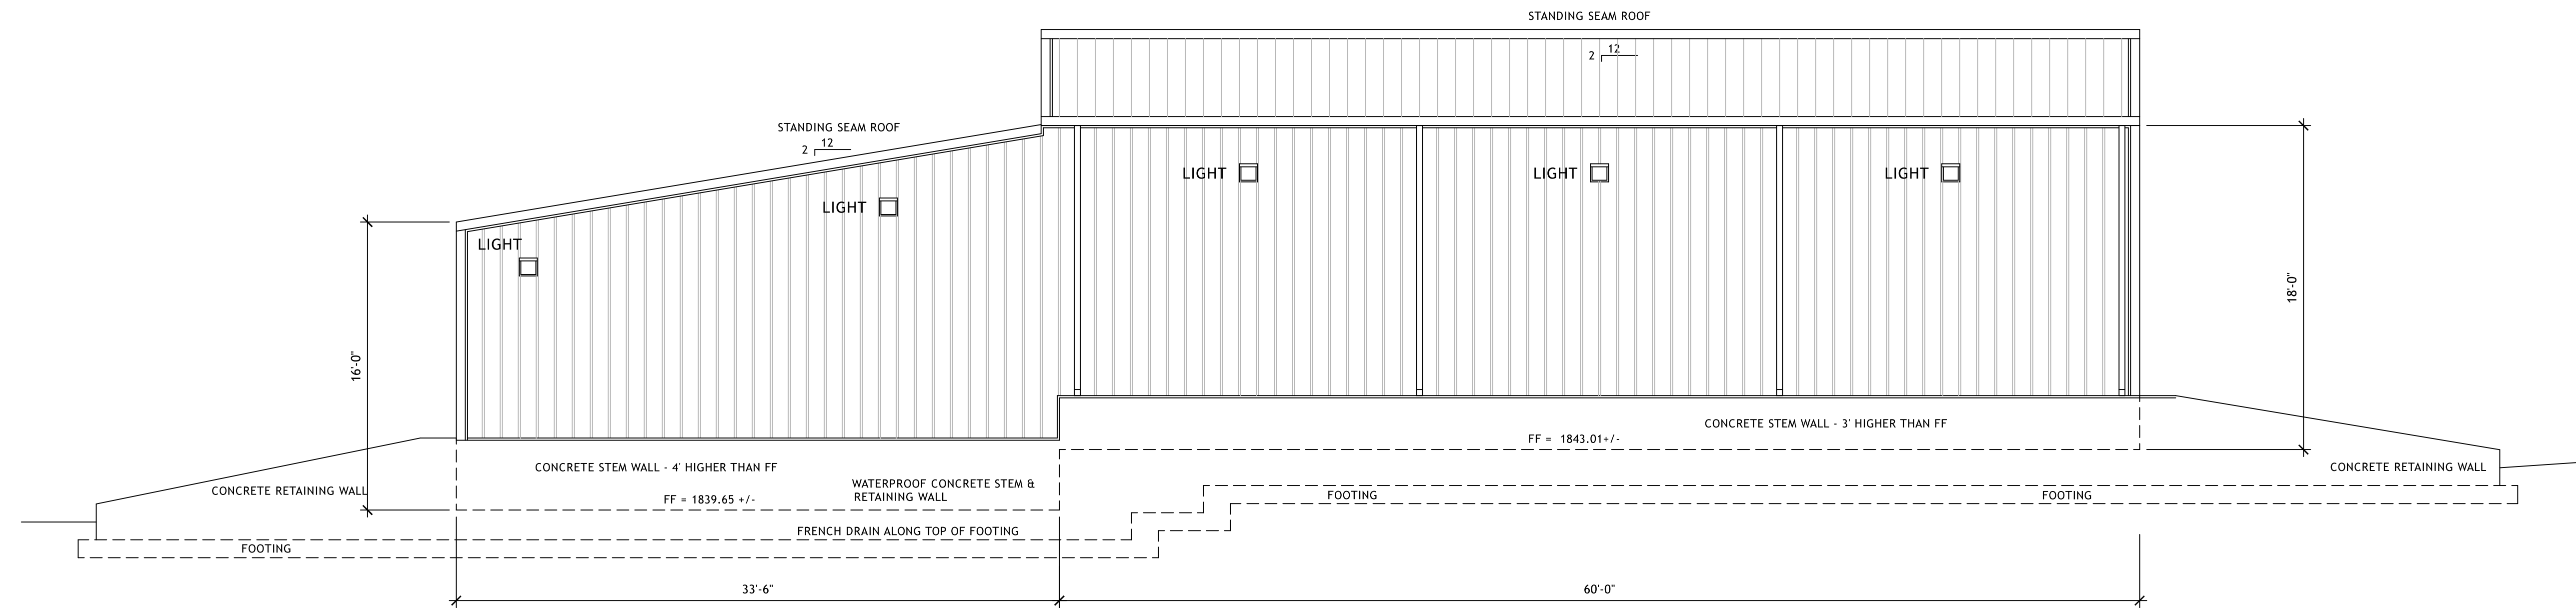 STANDING SEAM ROOF
12
2
STANDING SEAM ROOF
12
2
LIGHT
LIGHT
LIGHT
LIGHT
LIGHT
16'-0"
18'-0"
CONCRETE STEM WALL - 3' HIGHER THAN FF
FF = 1843.01+/-
CONCRETE STEM WALL - 4' HIGHER THAN FF
CONCRETE RETAINING WALL
CONCRETE RETAINING WALL
WATERPROOF CONCRETE STEM &
RETAINING WALL
FF = 1839.65 +/-
FOOTING
FOOTING
FRENCH DRAIN ALONG TOP OF FOOTING
FOOTING
33'-6"
60'-0"